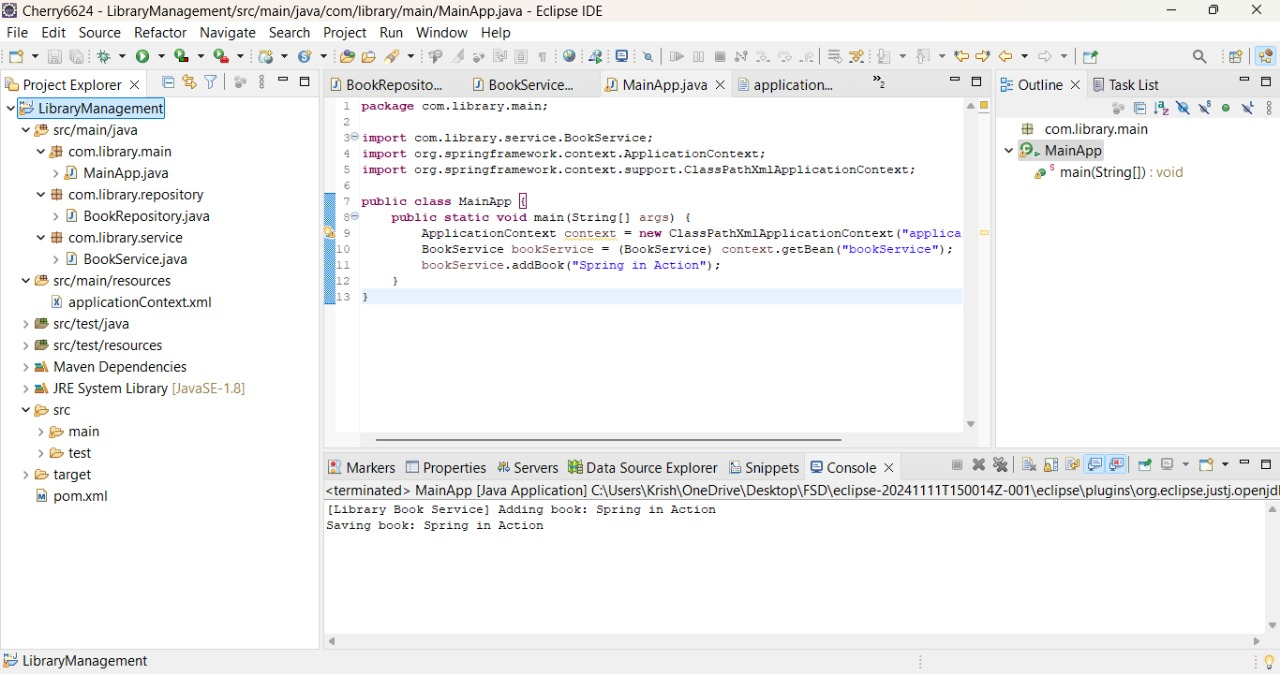 Cherry6624 - LibraryManagement/src/main/java/com/library/main/MainApp.java - Eclipse IDE
File Edit Source Refactor Navigate Search Project Run Window Help
Project Explorer
LibraryManagement
src/main/java
com.library.main
MainApp.java
com.library.repository
BookRepository.java
com.library.service
BookService.java
src/main/resources
applicationContext.xml
src/test/java
src/test/resources
Maven Dependencies
JRE System Library [JavaSE-1.8]
src
main
test
target
pom.xml
BookReposito... BookService... MainApp.java application... »2
1 package com.library.main;
2
3 import com.library.service.BookService;
4 import org.springframework.context.ApplicationContext;
5 import org.springframework.context.support.ClassPathXmlApplicationContext;
6
7 public class MainApp {
8 public static void main(String[] args) {
9 ApplicationContext context = new ClassPathXmlApplicationContext("applica
10 BookService bookService = (BookService) context.getBean("bookService");
11 bookService.addBook("Spring in Action");
12 }
13 }
Outline Task List
com.library.main
MainApp
main(String[]) : void
Markers Properties Servers Data Source Explorer Snippets Console
<terminated> MainApp [Java Application] C:\Users\Krish\OneDrive\Desktop\FSD\eclipse-20241111T150014Z-001\eclipse\plugins\org.eclipse.justj.openjd
[Library Book Service] Adding book: Spring in Action
Saving book: Spring in Action
LibraryManagement